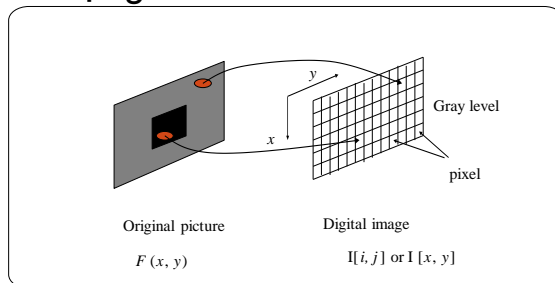 y
Gray level
x
pixel
Original picture
Digital image
F (x, y)
I[i, j] or I [x, y]